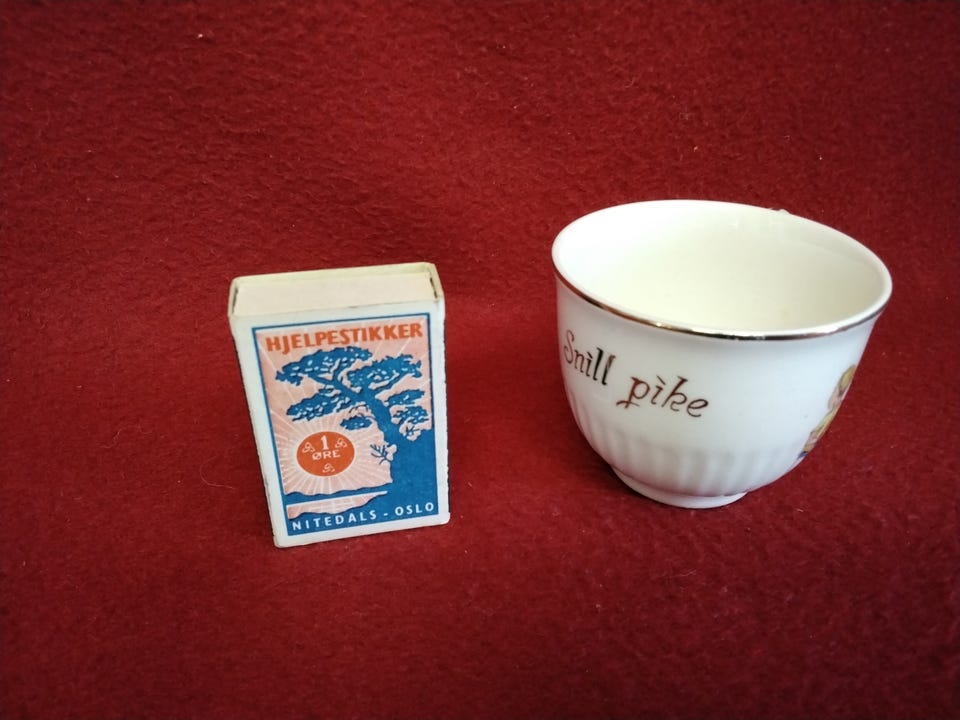 HJELPESTIKKER
1
ØRE
NITEDALS - OSLO
Snill pike